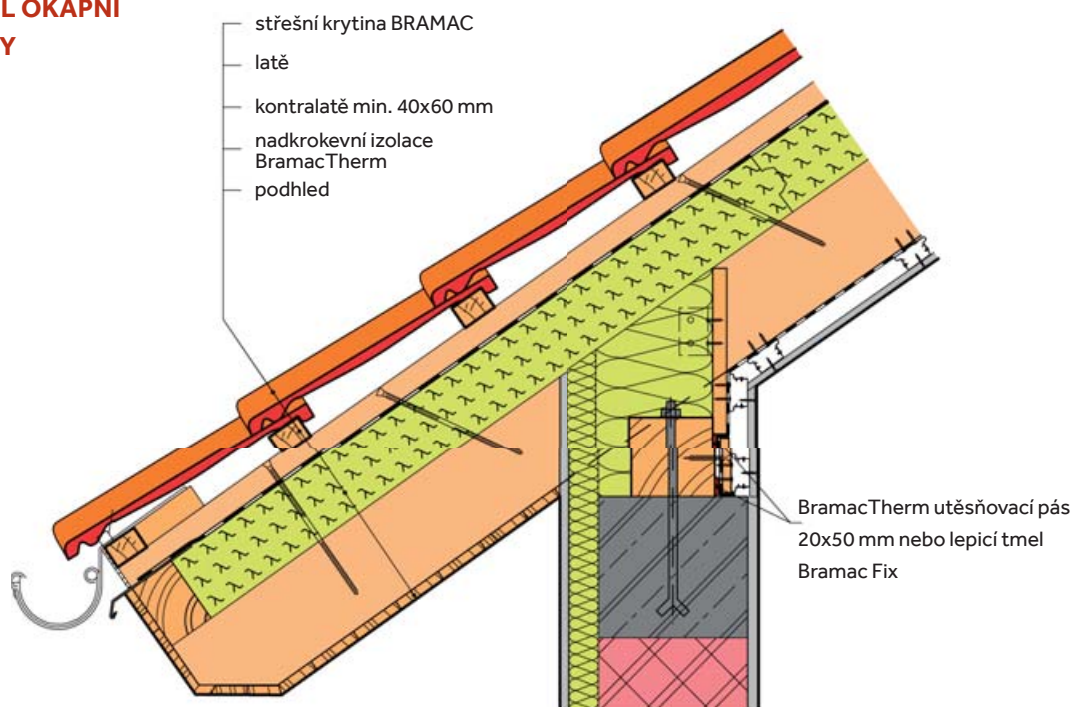 L OKAPNÍ
Y
střešní krytina BRAMAC
latě
kontralatě min. 40x60 mm
nadkrokevní izolace
BramacTherm
podhled
BramacTherm utěsňovací pás
20x50 mm nebo lepicí tmel
Bramac Fix